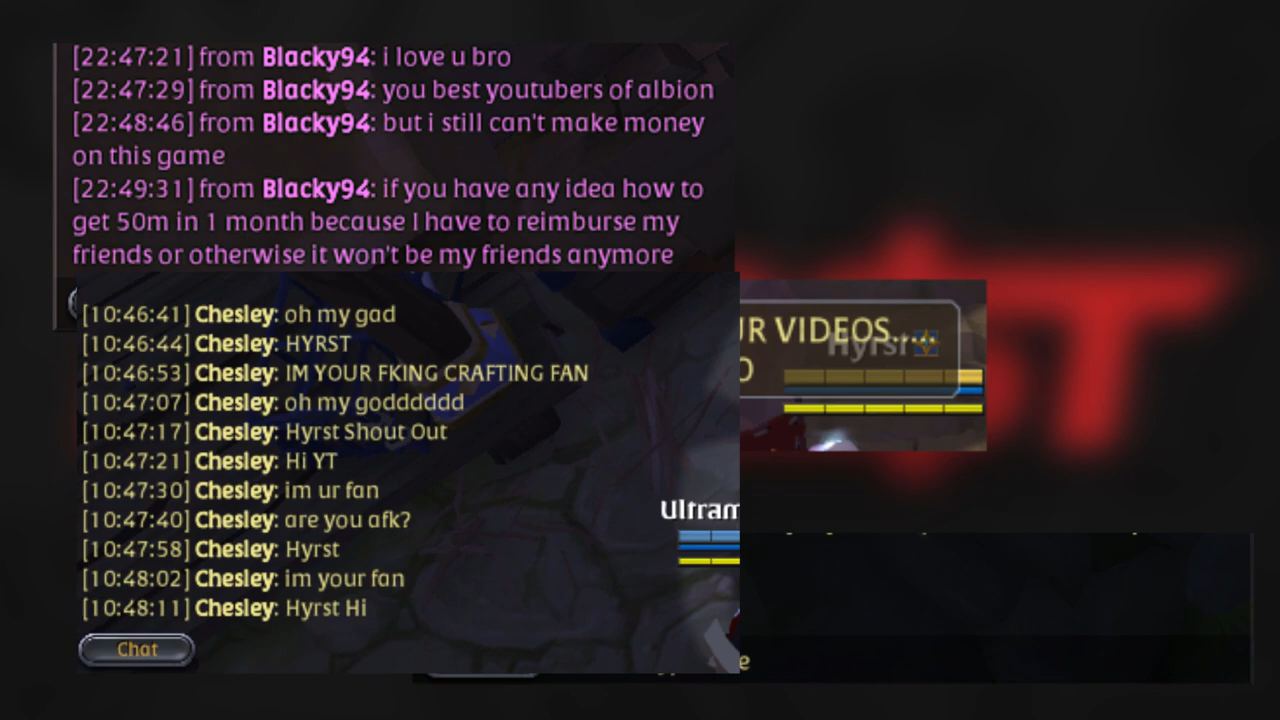 [22:47:21] from Blacky94: i love u bro
[22:47:29] from Blacky94: you best youtubers of albion
[22:48:46] from Blacky94: but i still can't make money
on this game
[22:49:31] from Blacky94: if you have any idea how to
get 50m in 1 month because I have to reimburse my
friends or otherwise it won't be my friends anymore
[10:46:41] Chesley: oh my gad
[10:46:44] Chesley: HYRST
[10:46:53] Chesley: IM YOUR FKING CRAFTING FAN
[10:47:07] Chesley: oh my goddddddd
[10:47:17] Chesley: Hyrst Shout Out
[10:47:21] Chesley: Hi YT
[10:47:30] Chesley: im ur fan
[10:47:40] Chesley: are you afk?
[10:47:58] Chesley: Hyrst
[10:48:02] Chesley: im your fan
[10:48:11] Chesley: Hyrst Hi
Chat
UR VIDEOS.....
Hyrst
O
Ultram